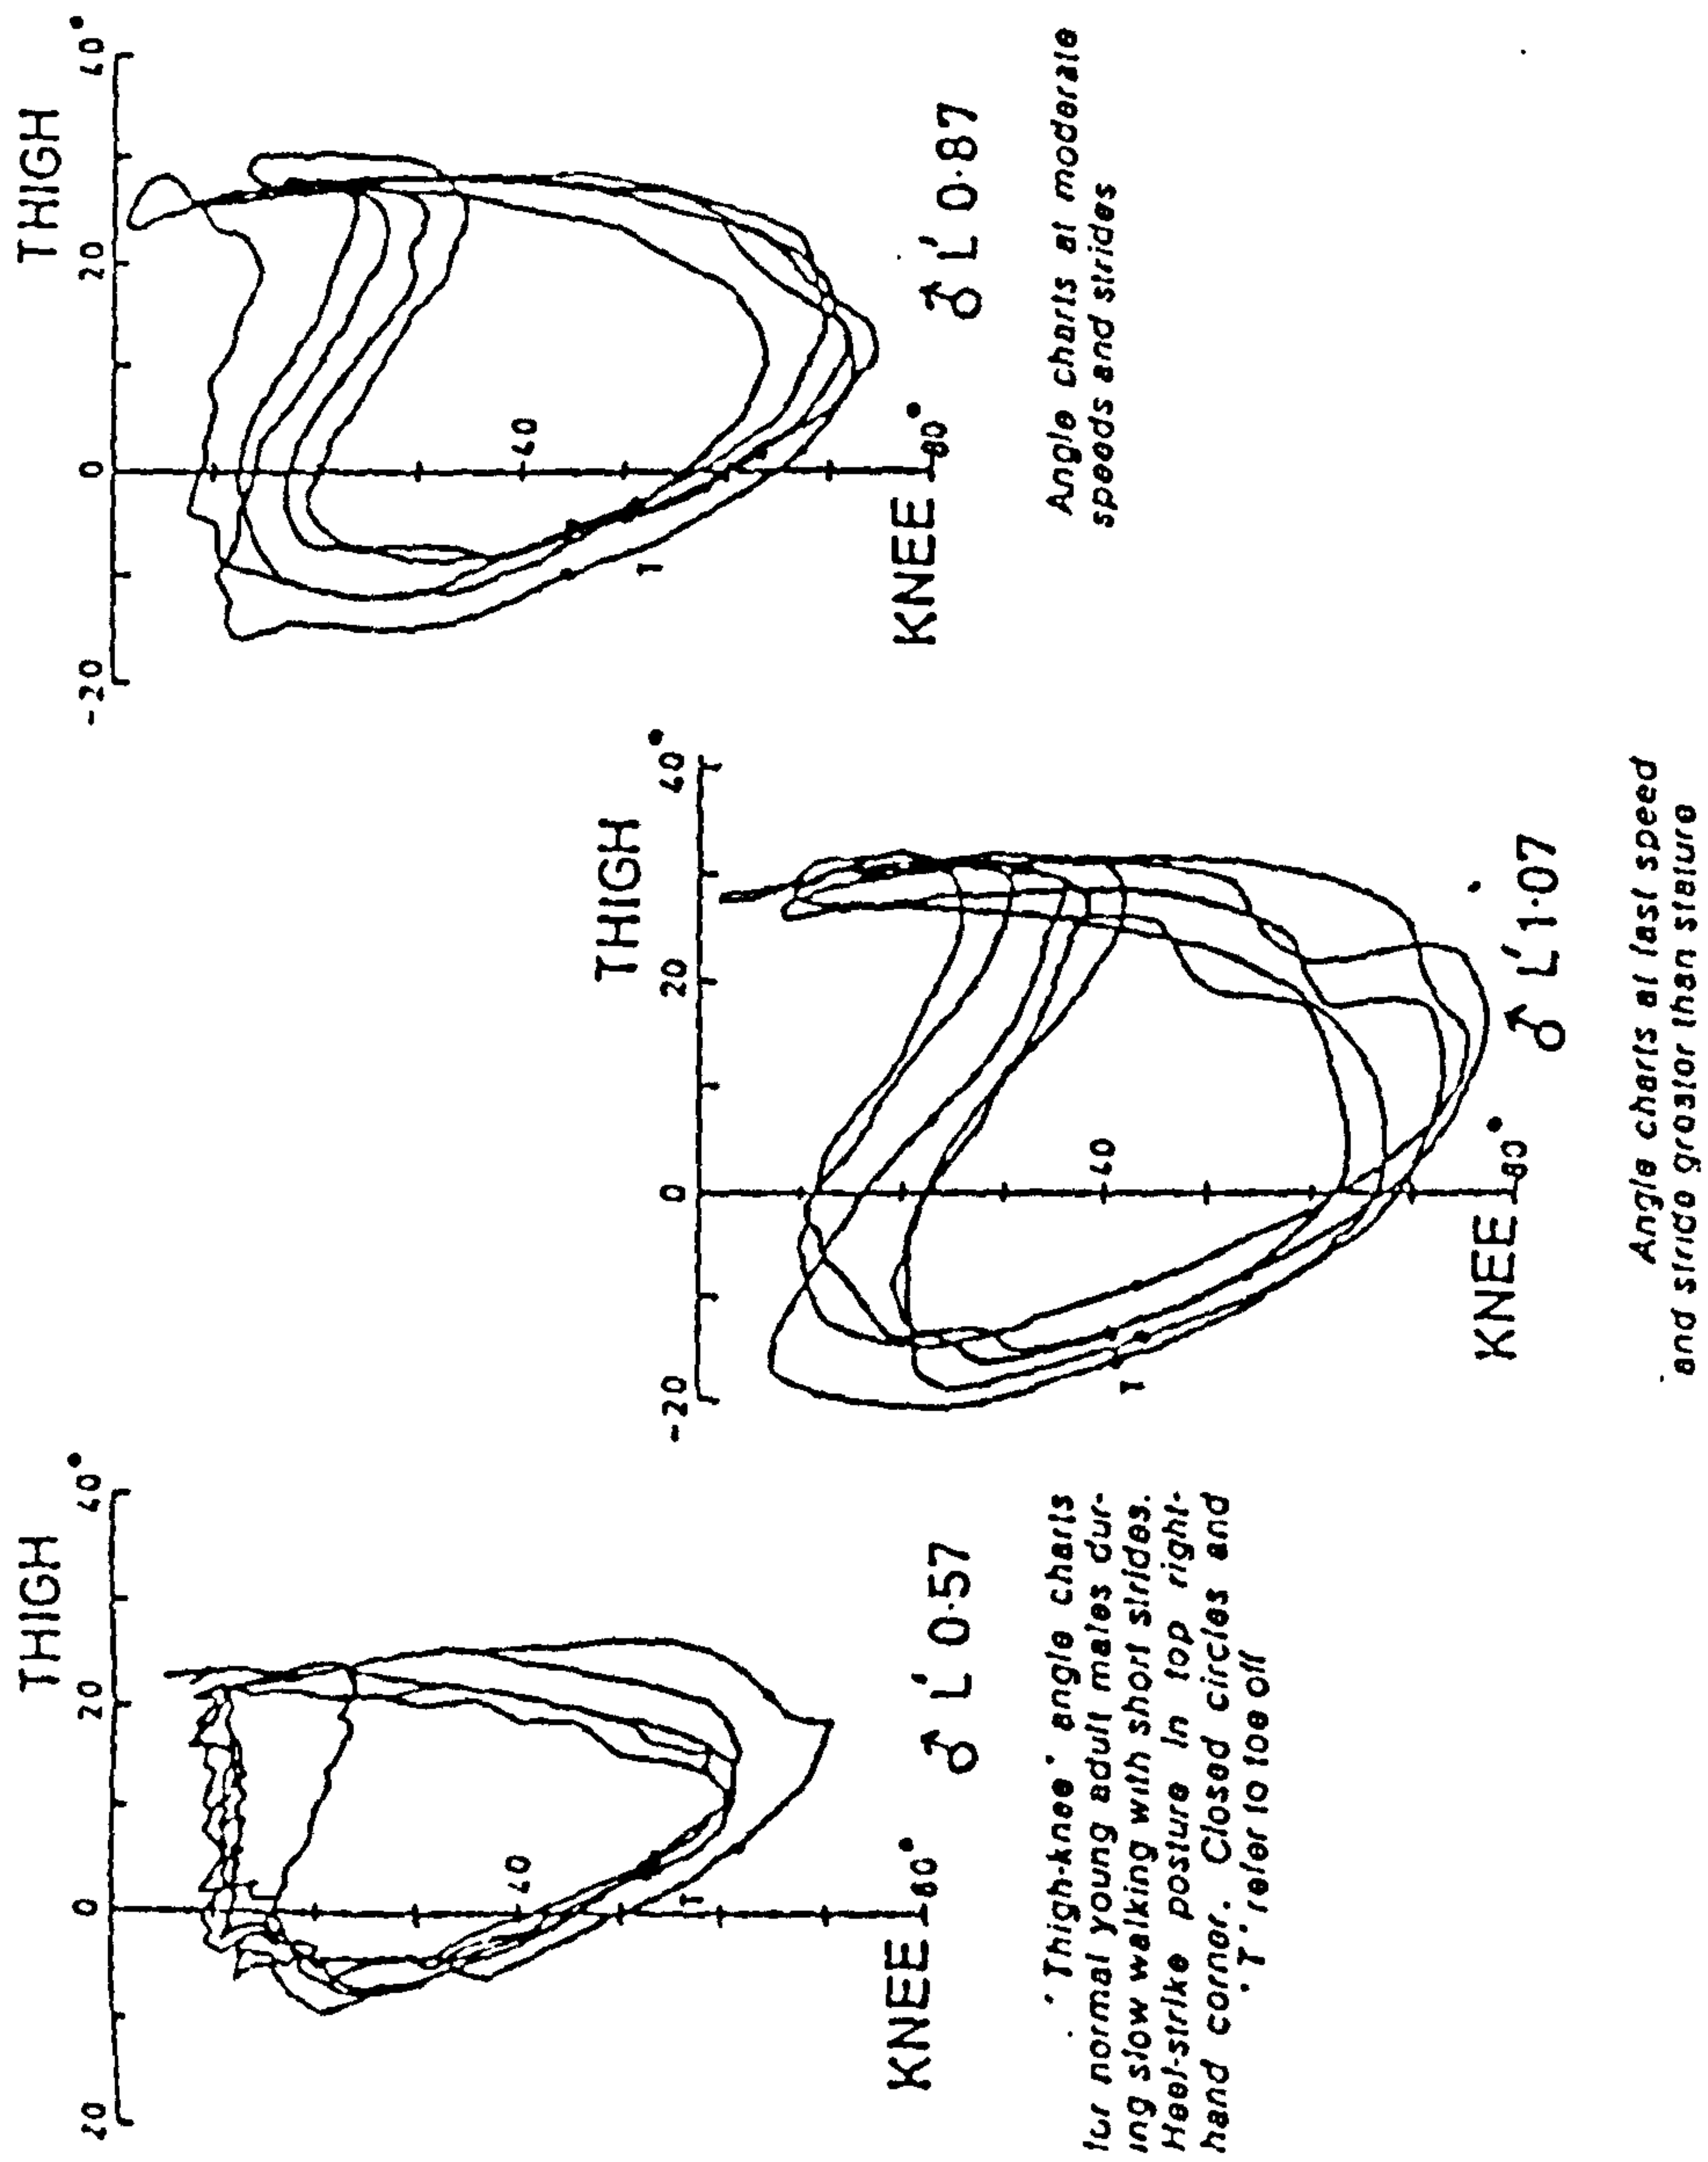 THIGH
20 0 20 40°
40
T
KNEE 80°
♂ L' 0·57
'Thigh-knee' angle charts
for normal young adult males dur-
ing slow walking with short strides.
Heel-strike posture in top right-
hand corner. Closed circles and
'T' refer to toe off
THIGH
-20 0 20 40°
40
T
KNEE 80°
♂ L' 0·87
Angle charts at moderate
speeds and strides
THIGH
-20 0 20 40°
40
T
KNEE 80°
♂ L' 1·07
Angle charts at fast speed
and stride greater than stature